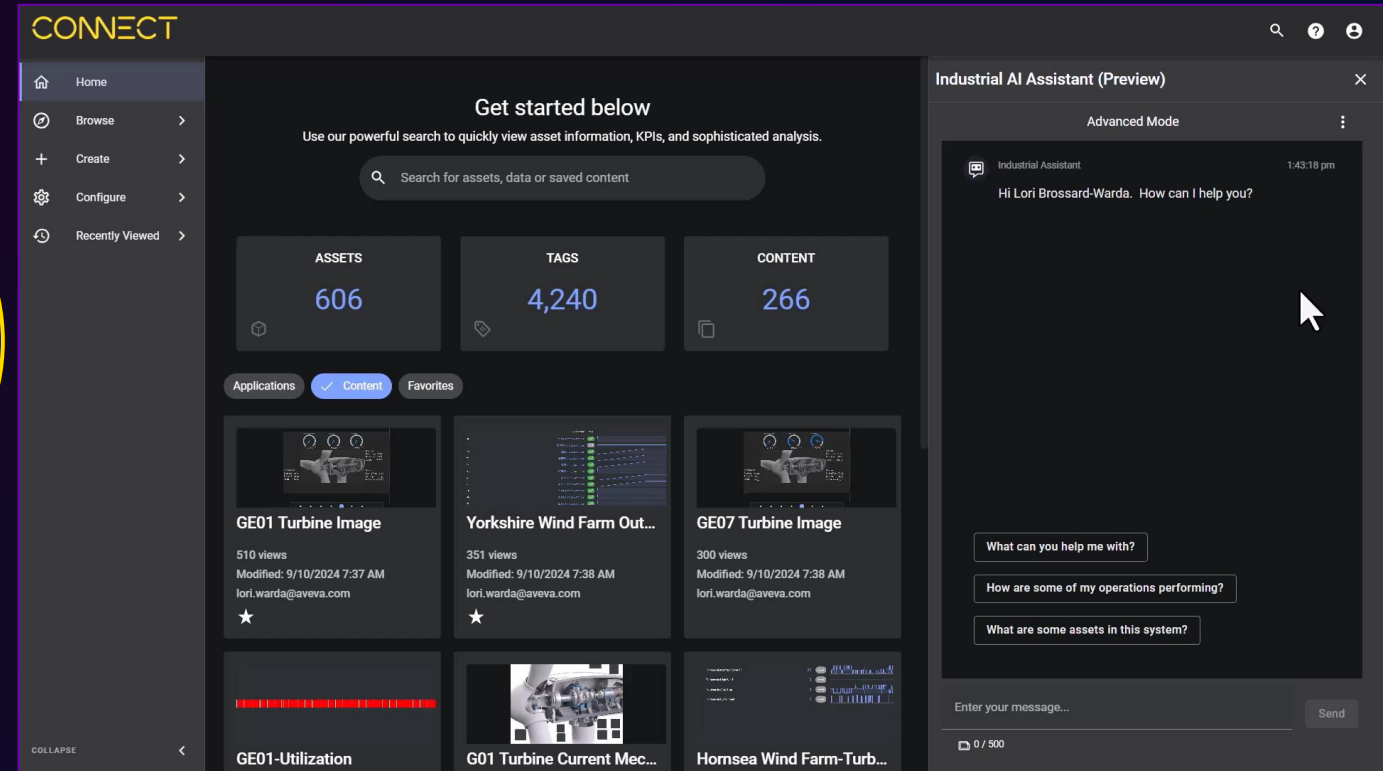 CONNECT
Home
Browse
Create
Configure
Recently Viewed
COLLAPSE
Get started below
Use our powerful search to quickly view asset information, KPIs, and sophisticated analysis.
Search for assets, data or saved content
ASSETS
606
TAGS
4,240
CONTENT
266
Applications
Content
Favorites
GE01 Turbine Image
510 views
Modified: 9/10/2024 7:37 AM
lori.warda@aveva.com
Yorkshire Wind Farm Out...
351 views
Modified: 9/10/2024 7:38 AM
lori.warda@aveva.com
GE07 Turbine Image
300 views
Modified: 9/10/2024 7:38 AM
lori.warda@aveva.com
GE01-Utilization
G01 Turbine Current Mec...
Hornsea Wind Farm-Turb...
Industrial AI Assistant (Preview)
Advanced Mode
Industrial Assistant
1:43:18 pm
Hi Lori Brossard-Warda. How can I help you?
What can you help me with?
How are some of my operations performing?
What are some assets in this system?
Enter your message...
Send
0 / 500